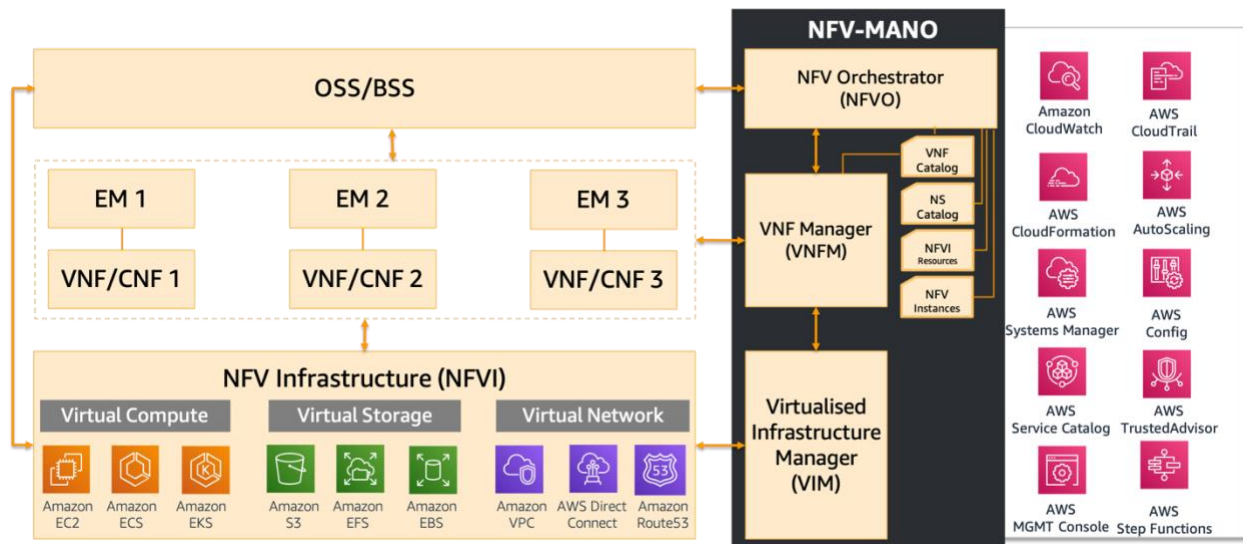 OSS/BSS
EM 1
EM 2
EM 3
VNF/CNF 1
VNF/CNF 2
VNF/CNF 3
NFV Infrastructure (NFVI)
Virtual Compute
Virtual Storage
Virtual Network
Amazon
EC2
Amazon
ECS
Amazon
EKS
Amazon
S3
Amazon
EFS
Amazon
EBS
Amazon
VPC
AWS Direct
Connect
53
Amazon
Route53
NFV-MANO
NFV Orchestrator
(NFVO)
VNF
Catalog
NS
Catalog
NFVI
Resources
NFV
Instances
VNF Manager
(VNFM)
Virtualised
Infrastructure
Manager
(VIM)
Amazon
CloudWatch
AWS
CloudTrail
AWS
CloudFormation
AWS
AutoScaling
AWS
Systems Manager
AWS
Config
AWS
Service Catalog
AWS
TrustedAdvisor
AWS
MGMT Console
AWS
Step Functions